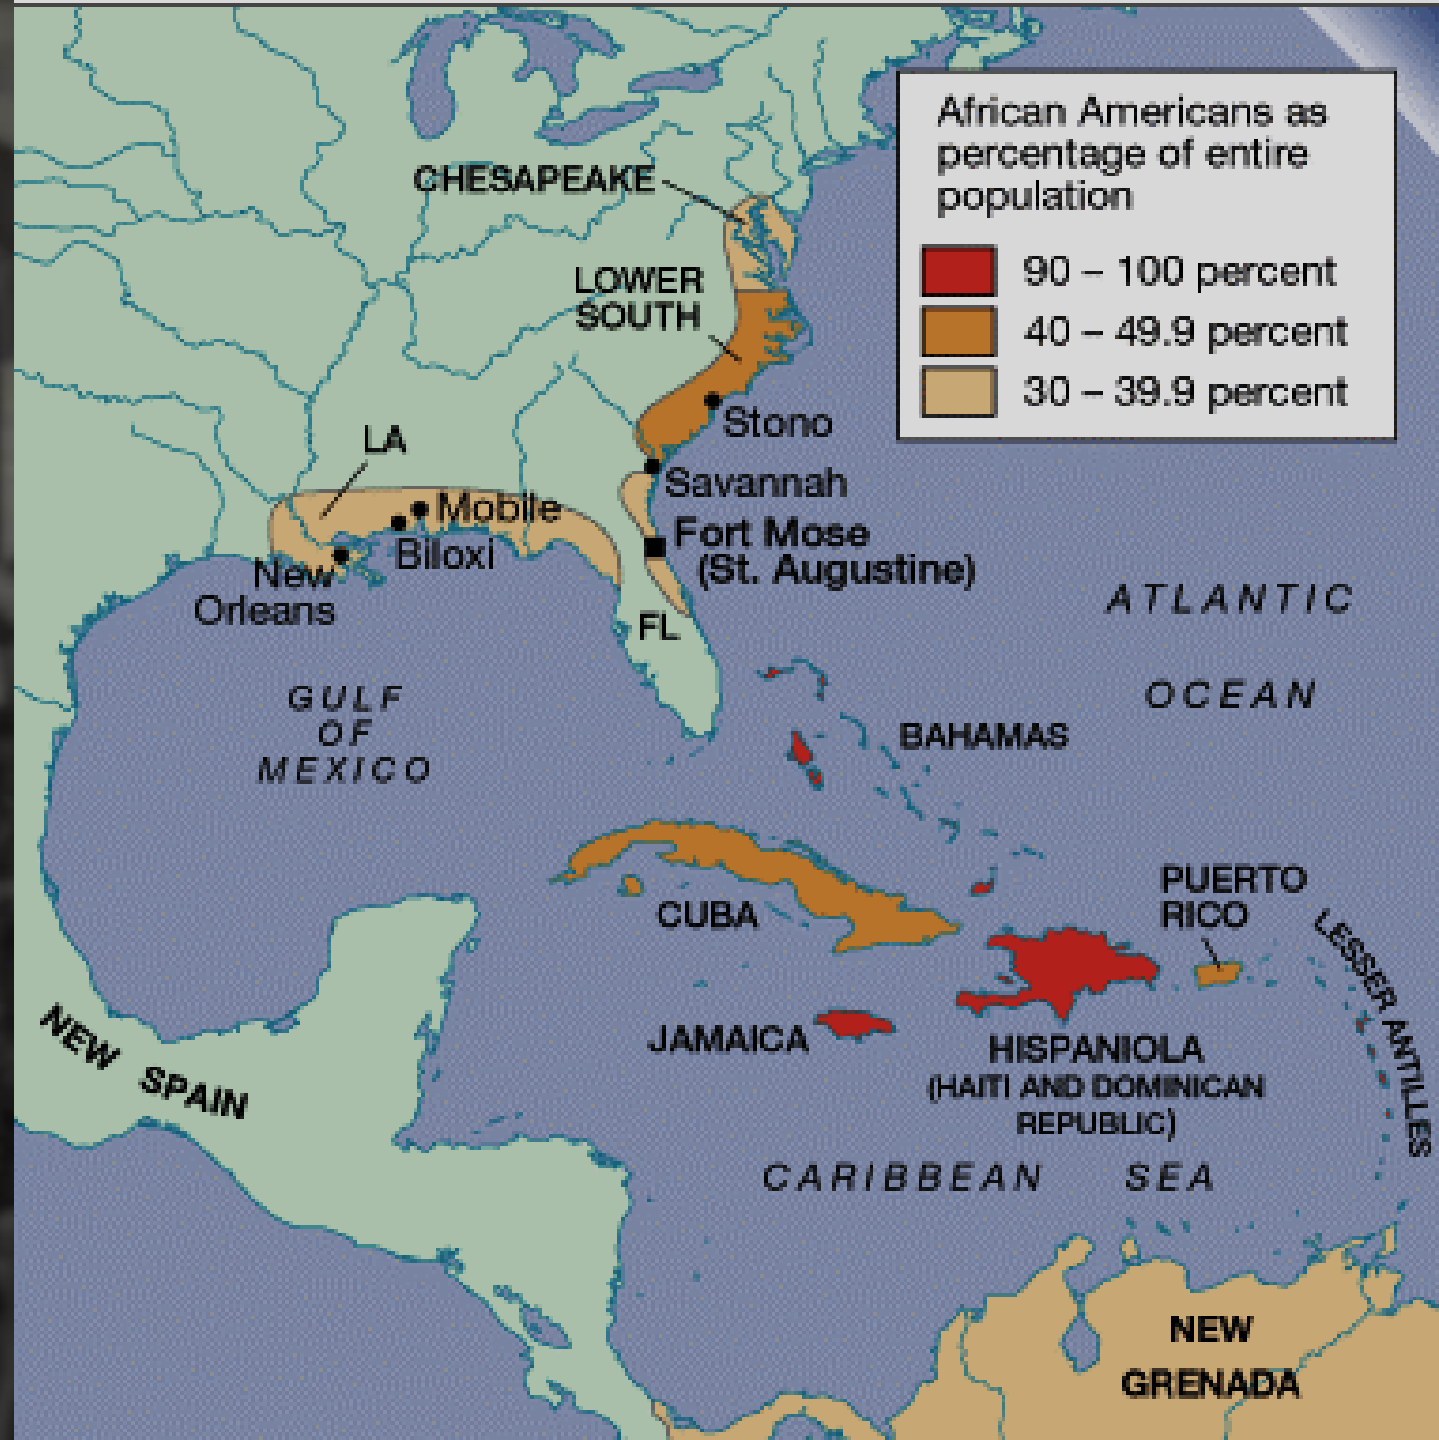 African Americans as
percentage of entire
population
90 – 100 percent
40 – 49.9 percent
30 – 39.9 percent
CHESAPEAKE
LOWER
SOUTH
Stono
LA
Savannah
Mobile
Fort Mose
(St. Augustine)
Biloxi
New
Orleans
FL
ATLANTIC
OCEAN
GULF
OF
MEXICO
BAHAMAS
PUERTO
RICO
CUBA
LESSER ANTILLES
JAMAICA
HISPANIOLA
(HAITI AND DOMINICAN
REPUBLIC)
NEW SPAIN
CARIBBEAN SEA
NEW
GRENADA